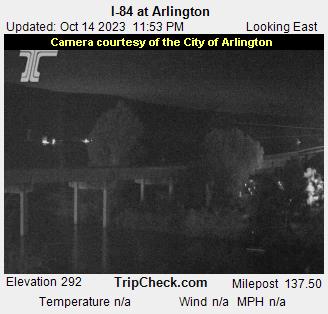 I-84 at Arlington
Updated: Oct 14 2023 11:53 PM Looking East
Camera courtesy of the City of Arlington
Elevation 292 TripCheck.com Milepost 137.50
Temperature n/a Wind n/a MPH n/a